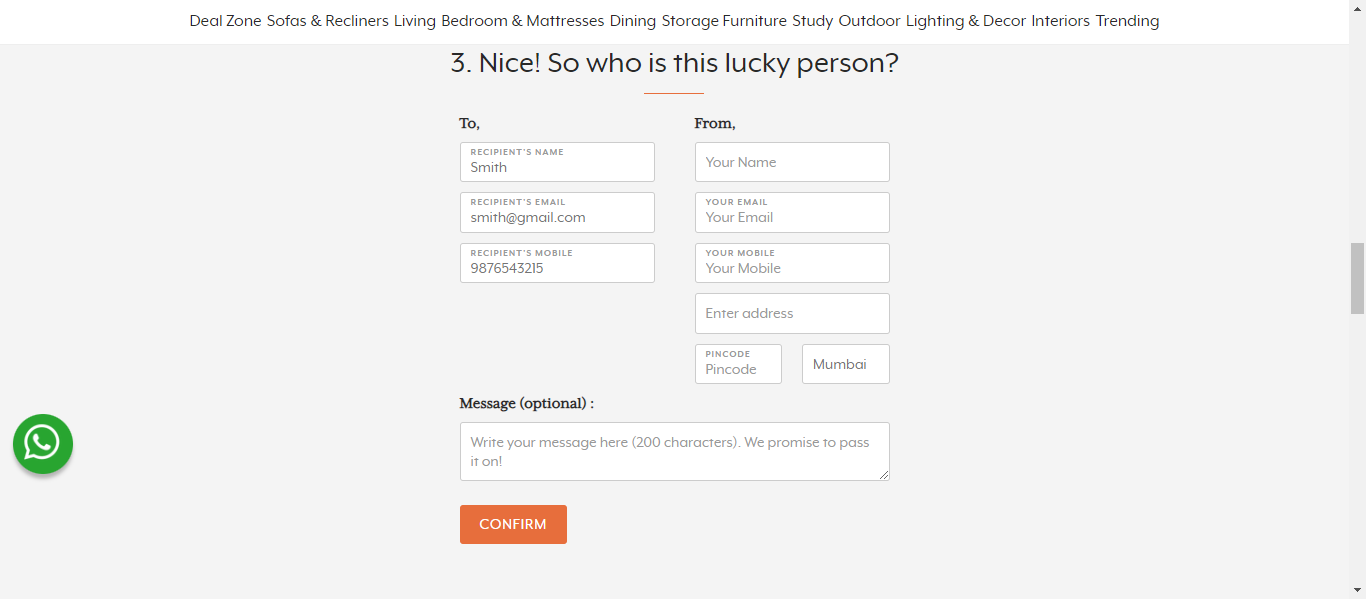 Deal Zone Sofas & Recliners Living Bedroom & Mattresses Dining Storage Furniture Study Outdoor Lighting & Decor Interiors Trending
3. Nice! So who is this lucky person?
To,
RECIPIENT'S NAME
Smith
RECIPIENT'S EMAIL
smith@gmail.com
RECIPIENT'S MOBILE
9876543215
From,
Your Name
YOUR EMAIL
Your Email
YOUR MOBILE
Your Mobile
Enter address
PINCODE
Pincode
Mumbai
Message (optional) :
Write your message here (200 characters). We promise to pass
it on!
CONFIRM